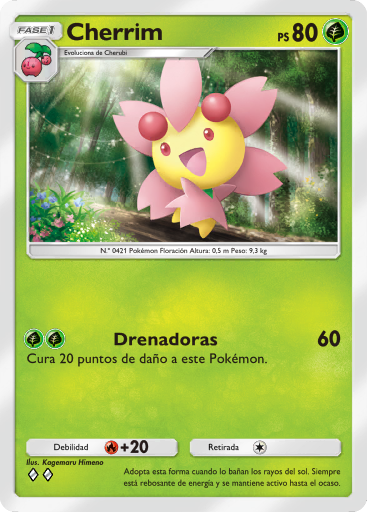 FASE 1
Cherrim
PS 80
Evoluciona de Cherubi
N.º 0421 Pokémon Floración Altura: 0,5 m Peso: 9,3 kg
Drenadoras 60
Cura 20 puntos de daño a este Pokémon.
Debilidad +20 Retirada
Ilus. Kagemaru Himeno
Adopta esta forma cuando lo bañan los rayos del sol. Siempre
está rebosante de energía y se mantiene activo hasta el ocaso.